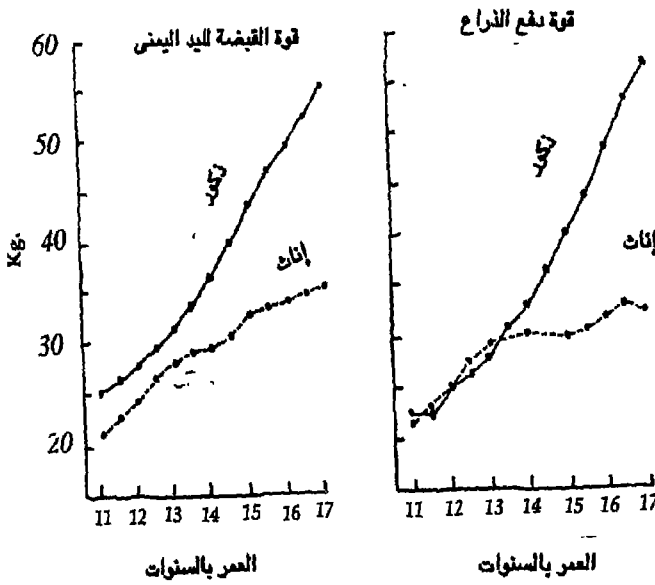 قوة القبضة لليد اليمنى
60
50
Kg. 40
30
20
ذكور
إناث
11 12 13 14 15 16 17
العمر بالسنوات
قوة دفع الذراع
ذكور
إناث
11 12 13 14 15 16 17
العمر بالسنوات